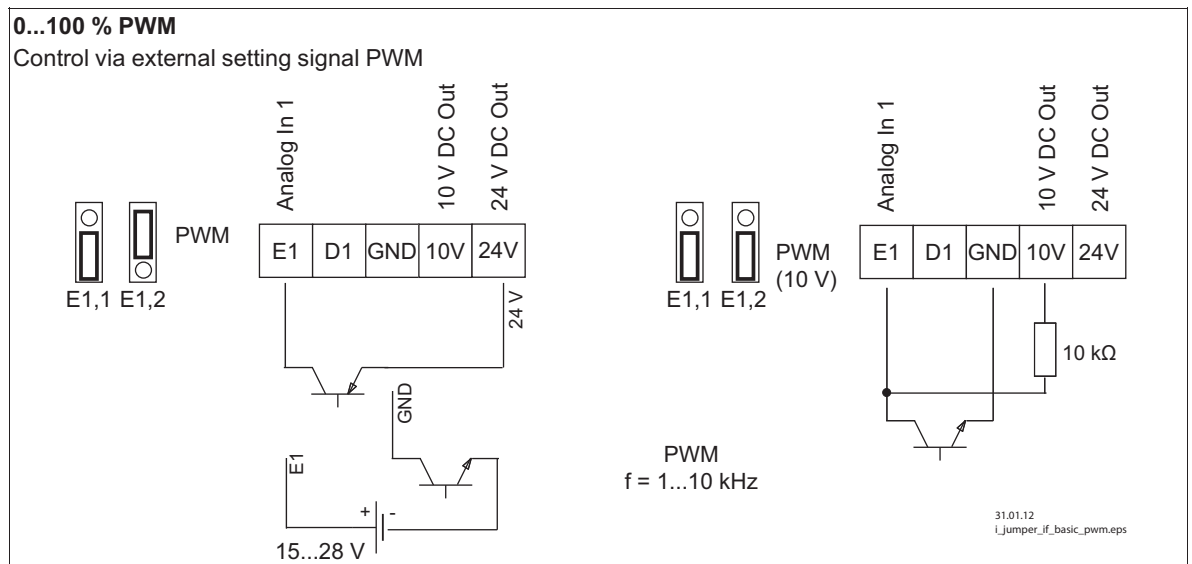 0...100 % PWM
Control via external setting signal PWM
Analog In 1
10 V DC Out
24 V DC Out
PWM
E1 D1 GND 10V 24V
E1,1 E1,2
24 V
GND
E1
+ -
15...28 V
Analog In 1
10 V DC Out
24 V DC Out
PWM
(10 V)
E1 D1 GND 10V 24V
E1,1 E1,2
10 kΩ
PWM
f = 1...10 kHz
31.01.12
i_jumper_if_basic_pwm.eps